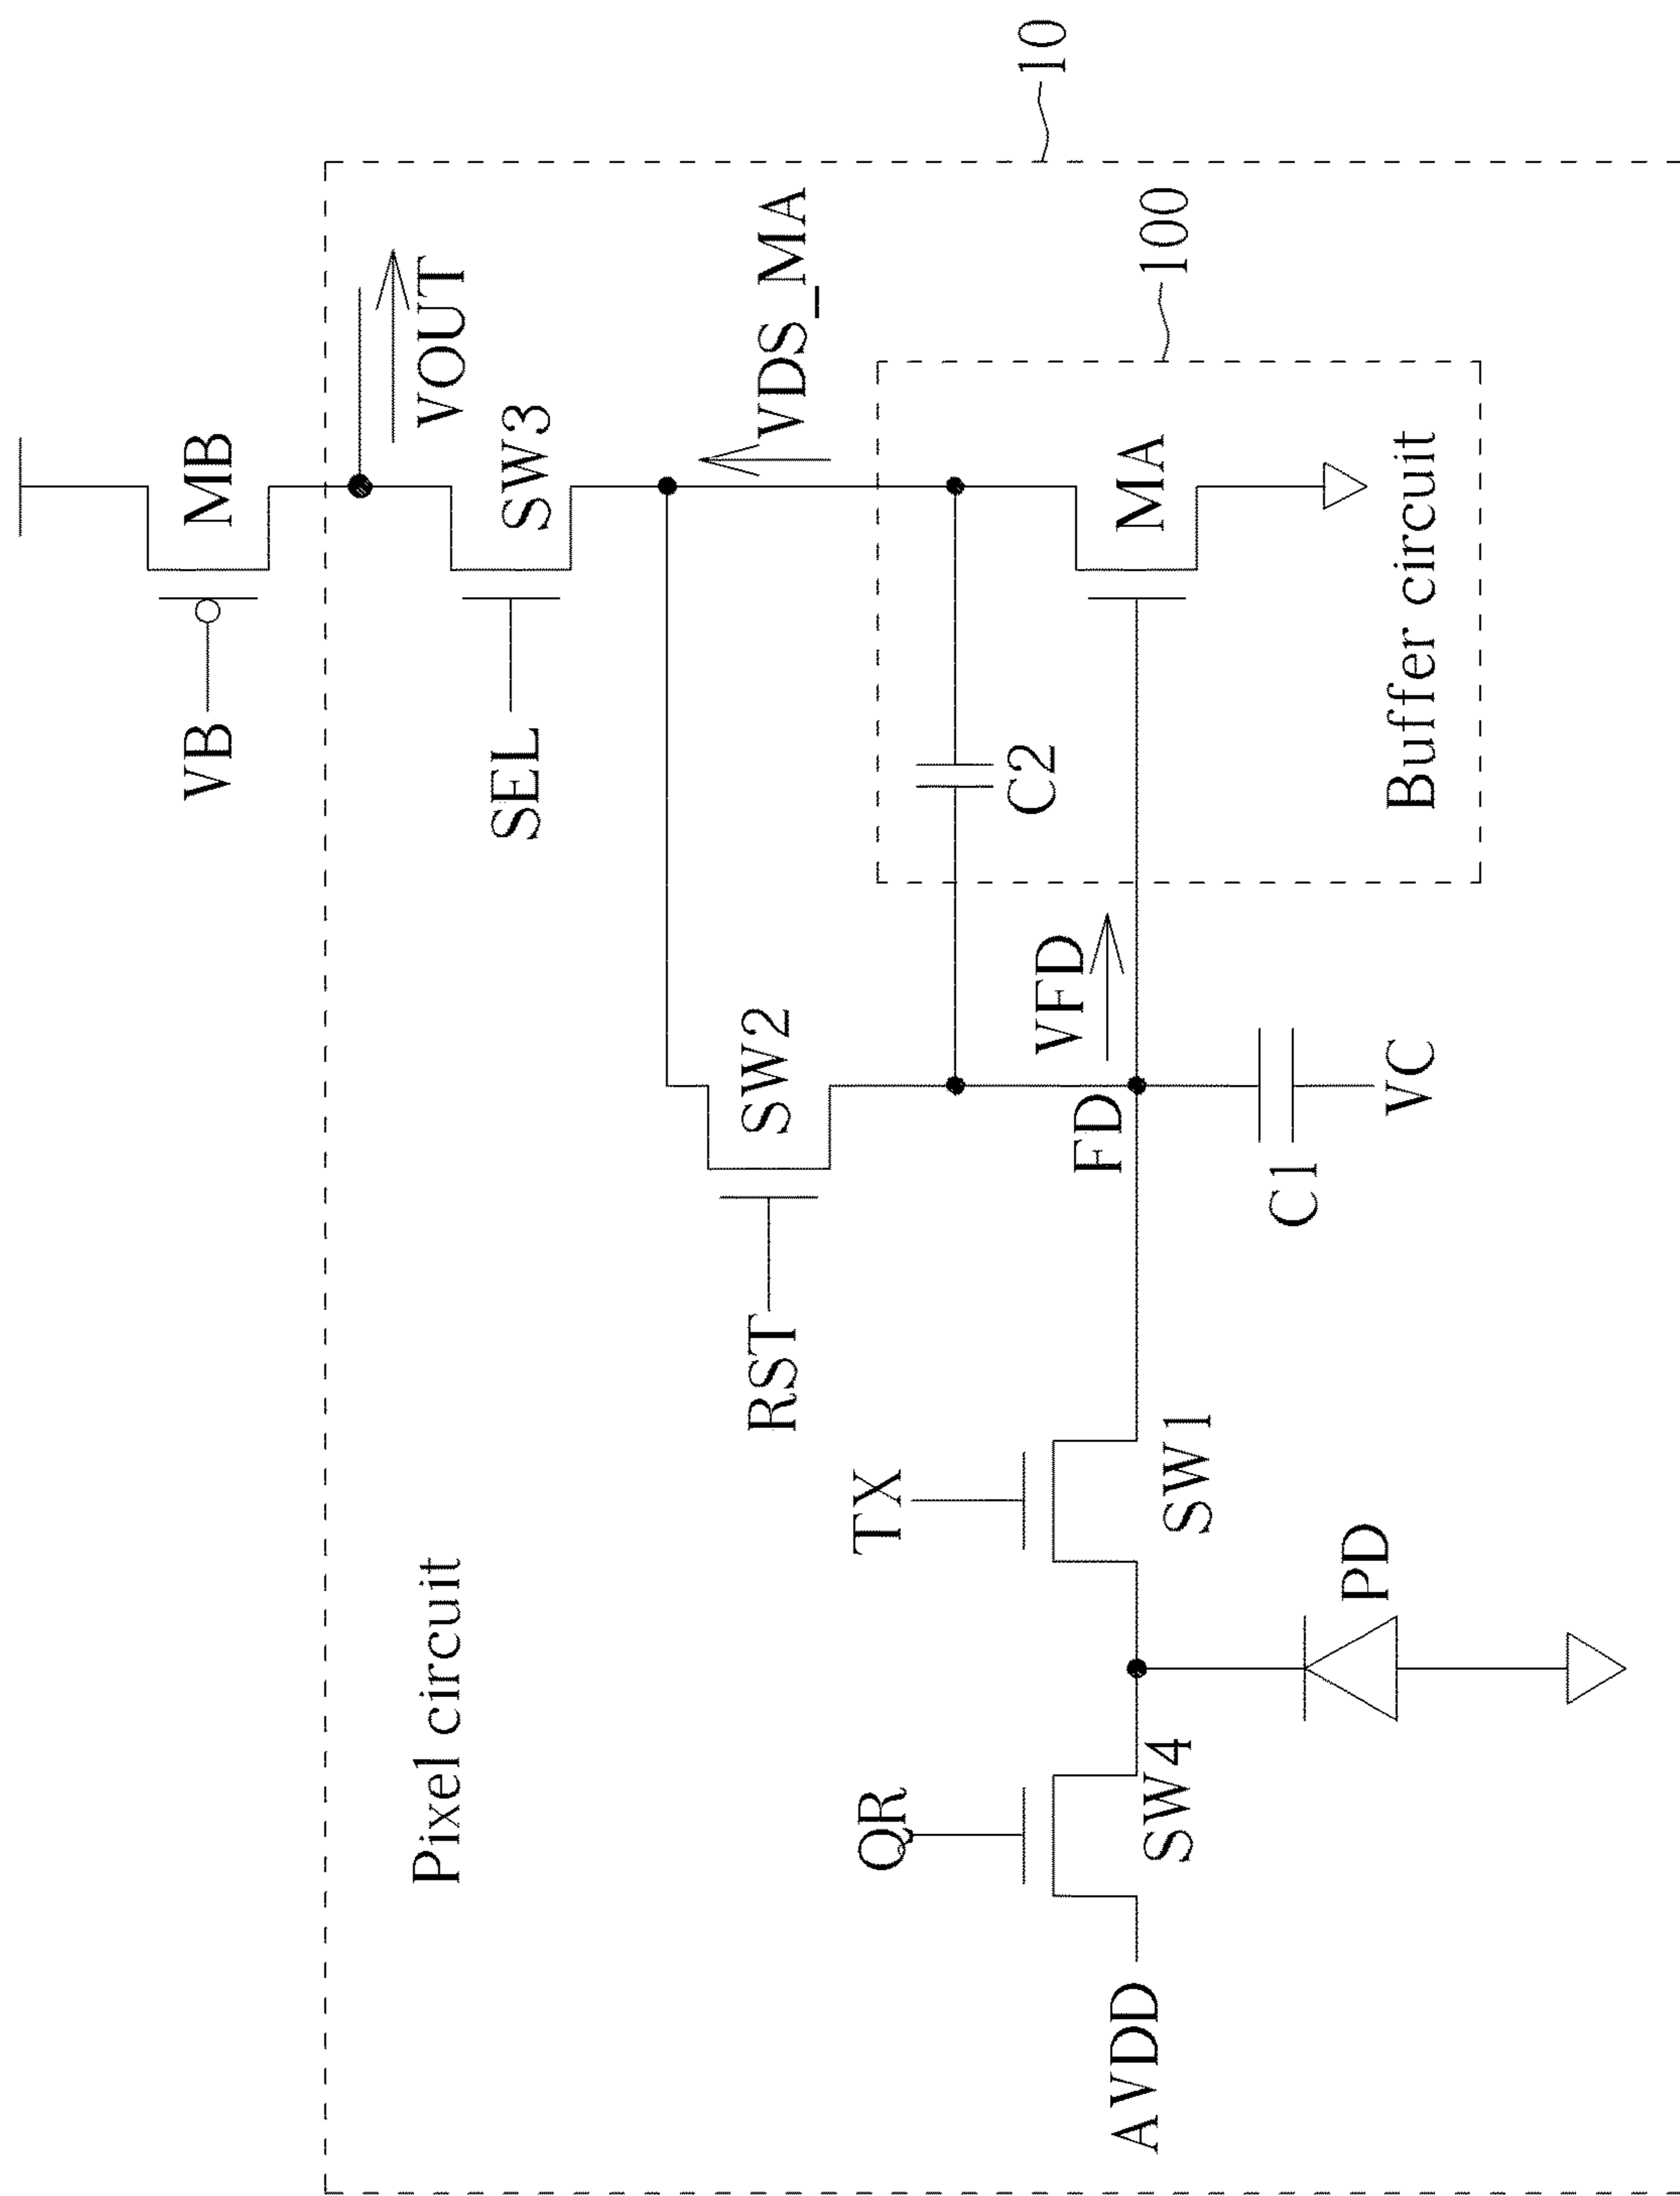 VB
MB
VOUT
10
Pixel circuit
SEL
SW3
RST
SW2
VDS_MA
QR
TX
C2
100
AVDD
SW4
SW1
FD
VFD
MA
PD
C1
VC
Buffer circuit